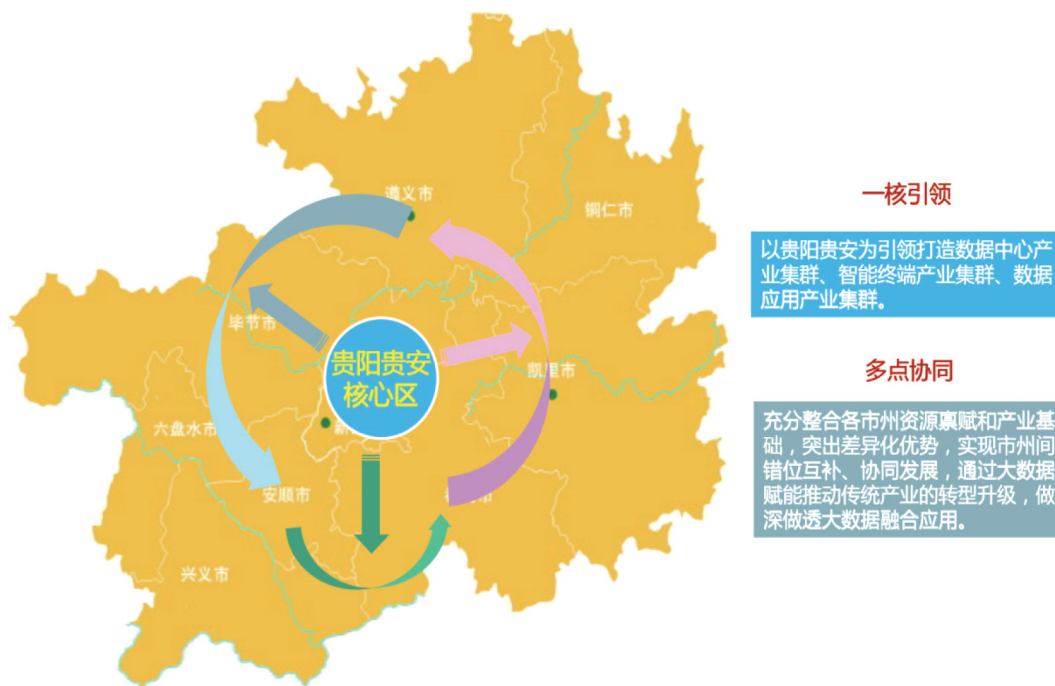 遵义市
铜仁市
毕节市
贵阳贵安
核心区
凯里市
六盘水市
新
安顺市
市
兴义市
一核引领
以贵阳贵安为引领打造数据中心产
业集群、智能终端产业集群、数据
应用产业集群。
多点协同
充分整合各市州资源禀赋和产业基
础，突出差异化优势，实现市州间
错位互补、协同发展，通过大数据
赋能推动传统产业的转型升级，做
深做透大数据融合应用。